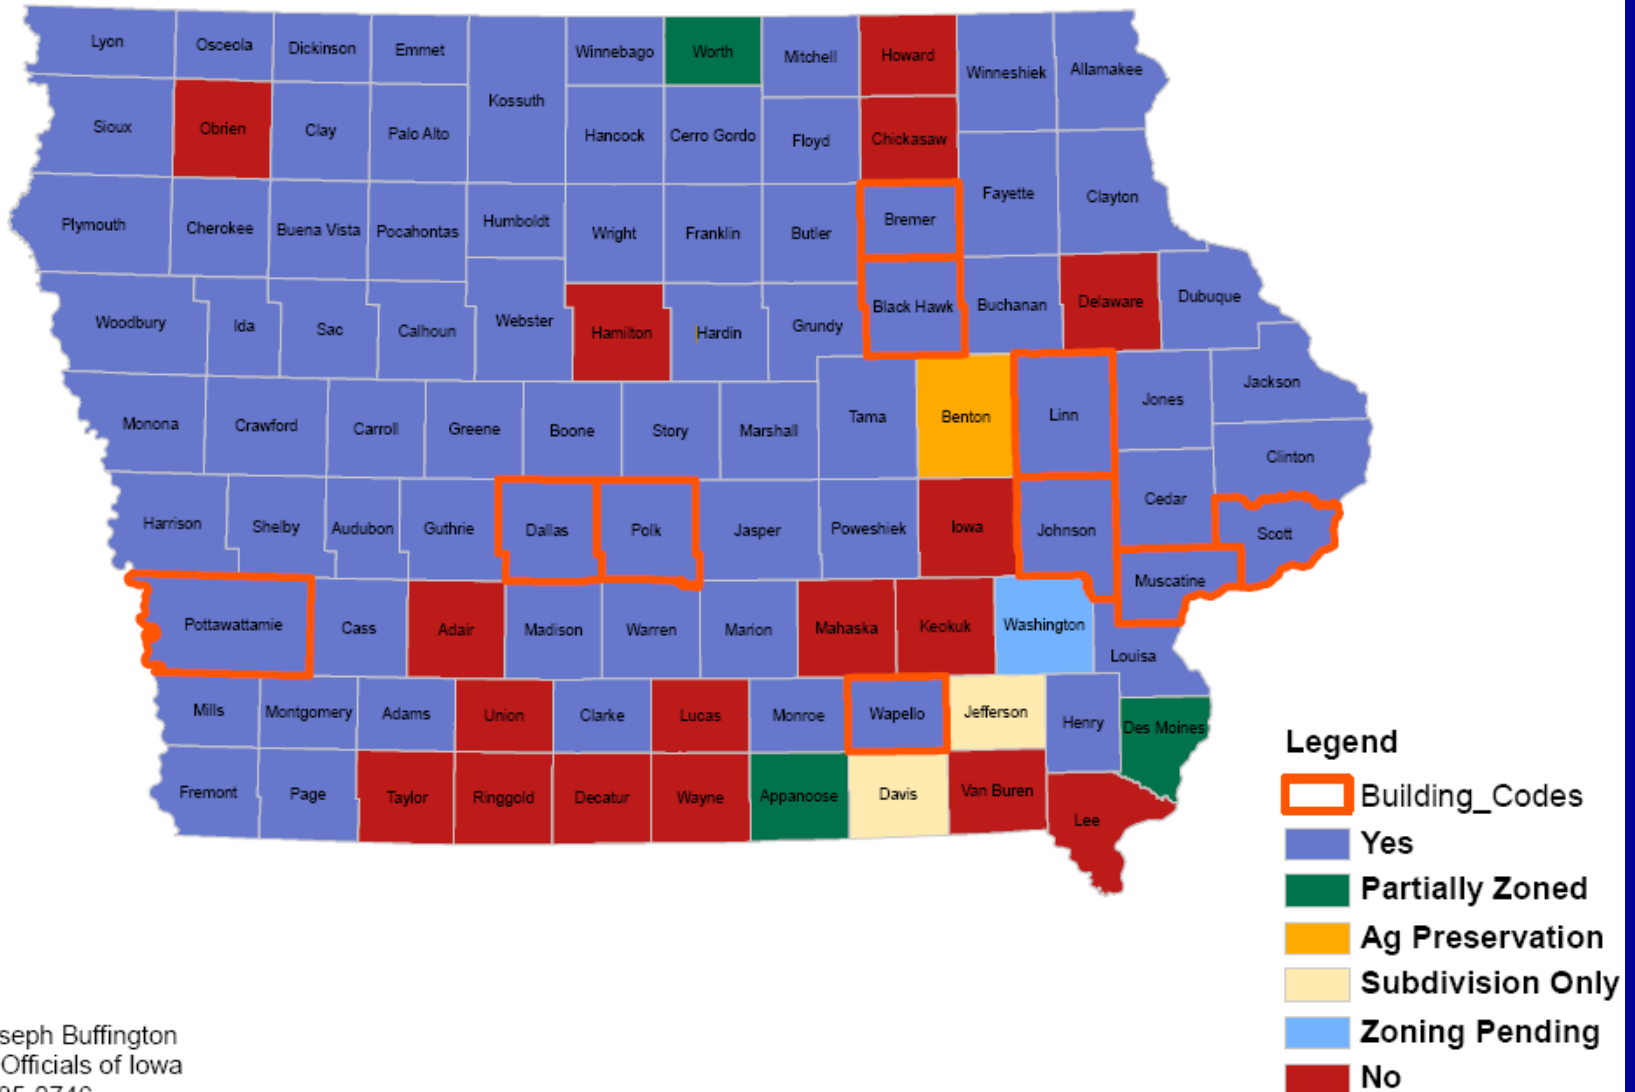 Lyon
Osceola
Dickinson
Emmet
Kossuth
Winnebago
Worth
Mitchell
Howard
Winneshiek
Allamakee
Sioux
Obrien
Clay
Palo Alto
Hancock
Cerro Gordo
Floyd
Chickasaw
Fayette
Clayton
Plymouth
Cherokee
Buena Vista
Pocahontas
Humboldt
Wright
Franklin
Butler
Bremer
Woodbury
Ida
Sac
Calhoun
Webster
Hamilton
Hardin
Grundy
Black Hawk
Buchanan
Delaware
Dubuque
Monona
Crawford
Carroll
Greene
Boone
Story
Marshall
Tama
Benton
Linn
Jones
Jackson
Clinton
Harrison
Shelby
Audubon
Guthrie
Dallas
Polk
Jasper
Poweshiek
Iowa
Johnson
Cedar
Scott
Muscatine
Pottawattamie
Cass
Adair
Madison
Warren
Marion
Mahaska
Keokuk
Washington
Louisa
Mills
Montgomery
Adams
Union
Clarke
Lucas
Monroe
Wapello
Jefferson
Henry
Des Moines
Fremont
Page
Taylor
Ringgold
Decatur
Wayne
Appanoose
Davis
Van Buren
Lee
Legend
Building_Codes
Yes
Partially Zoned
Ag Preservation
Subdivision Only
Zoning Pending
No
seph Buffington
Officials of Iowa